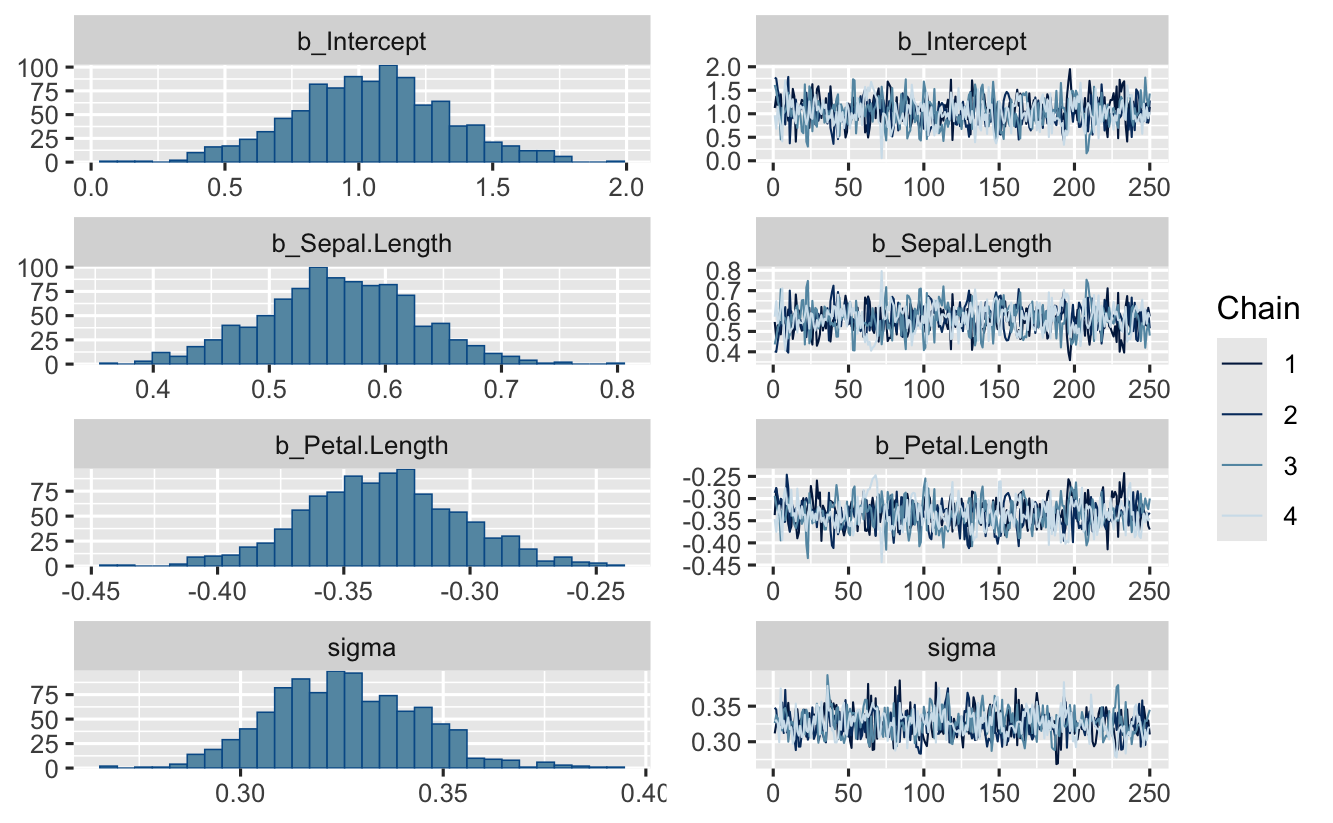 b_Intercept
100
75
50
25
0
0.0 0.5 1.0 1.5 2.0
b_Intercept
2.0
1.5
1.0
0.5
0.0
0 50 100 150 200 250
b_Sepal.Length
100
75
50
25
0
0.4 0.5 0.6 0.7 0.8
b_Sepal.Length
0.8
0.7
0.6
0.5
0.4
0 50 100 150 200 250
b_Petal.Length
75
50
25
0
-0.45 -0.40 -0.35 -0.30 -0.25
b_Petal.Length
-0.25
-0.30
-0.35
-0.40
-0.45
0 50 100 150 200 250
sigma
75
50
25
0
0.30 0.35 0.40
sigma
0.35
0.30
0 50 100 150 200 250
Chain
1
2
3
4